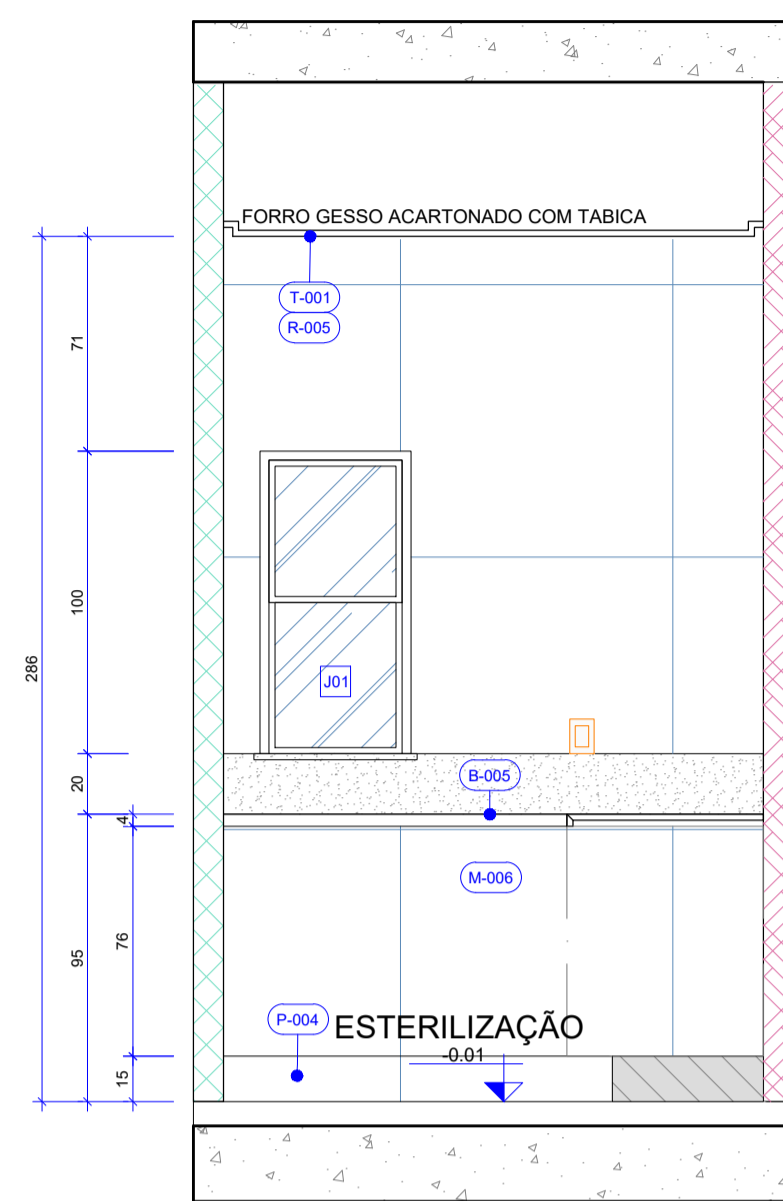 FORRO GESSO ACARTONADO COM TABICA
T-001
R-005
71
100
286
J01
20
B-005
4
M-006
95
76
P-004
ESTERILIZAÇÃO
-0.01
15